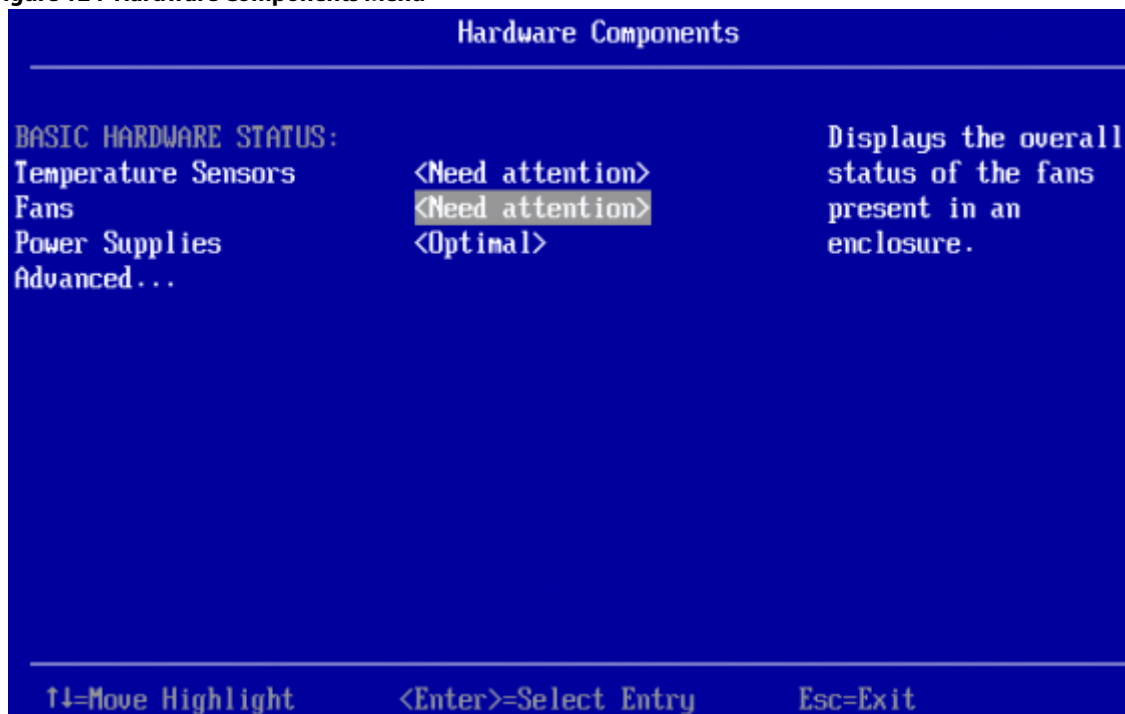 Hardware Components
BASIC HARDWARE STATUS:
Temperature Sensors <Need attention>
Fans <Need attention>
Power Supplies <Optimal>
Advanced...
Displays the overall
status of the fans
present in an
enclosure.
↑↓=Move Highlight <Enter>=Select Entry Esc=Exit